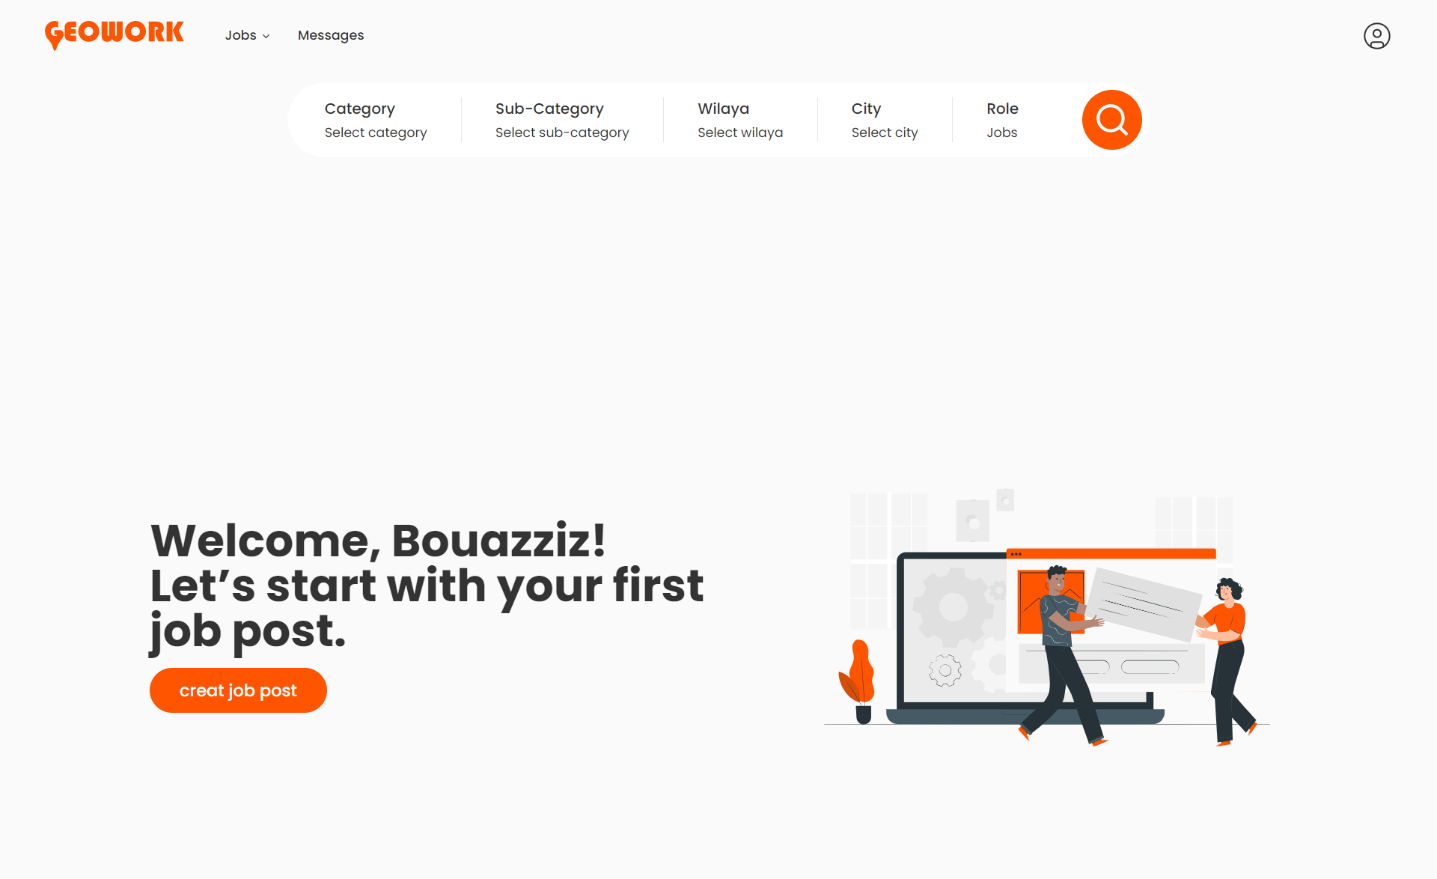 GEOWORK
Jobs
Messages
Category
Select category
Sub-Category
Select sub-category
Wilaya
Select wilaya
City
Select city
Role
Jobs
Welcome, Bouazziz!
Let’s start with your first
job post.
creat job post